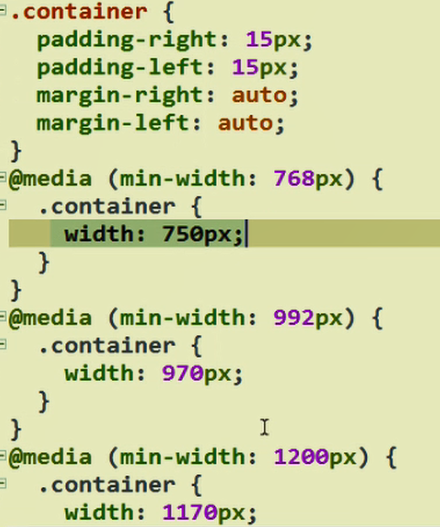 .container {
padding-right: 15px;
padding-left: 15px;
margin-right: auto;
margin-left: auto;
}
@media (min-width: 768px) {
.container {
width: 750px;
}
}
@media (min-width: 992px) {
.container {
width: 970px;
}
}
@media (min-width: 1200px) {
.container {
width: 1170px;